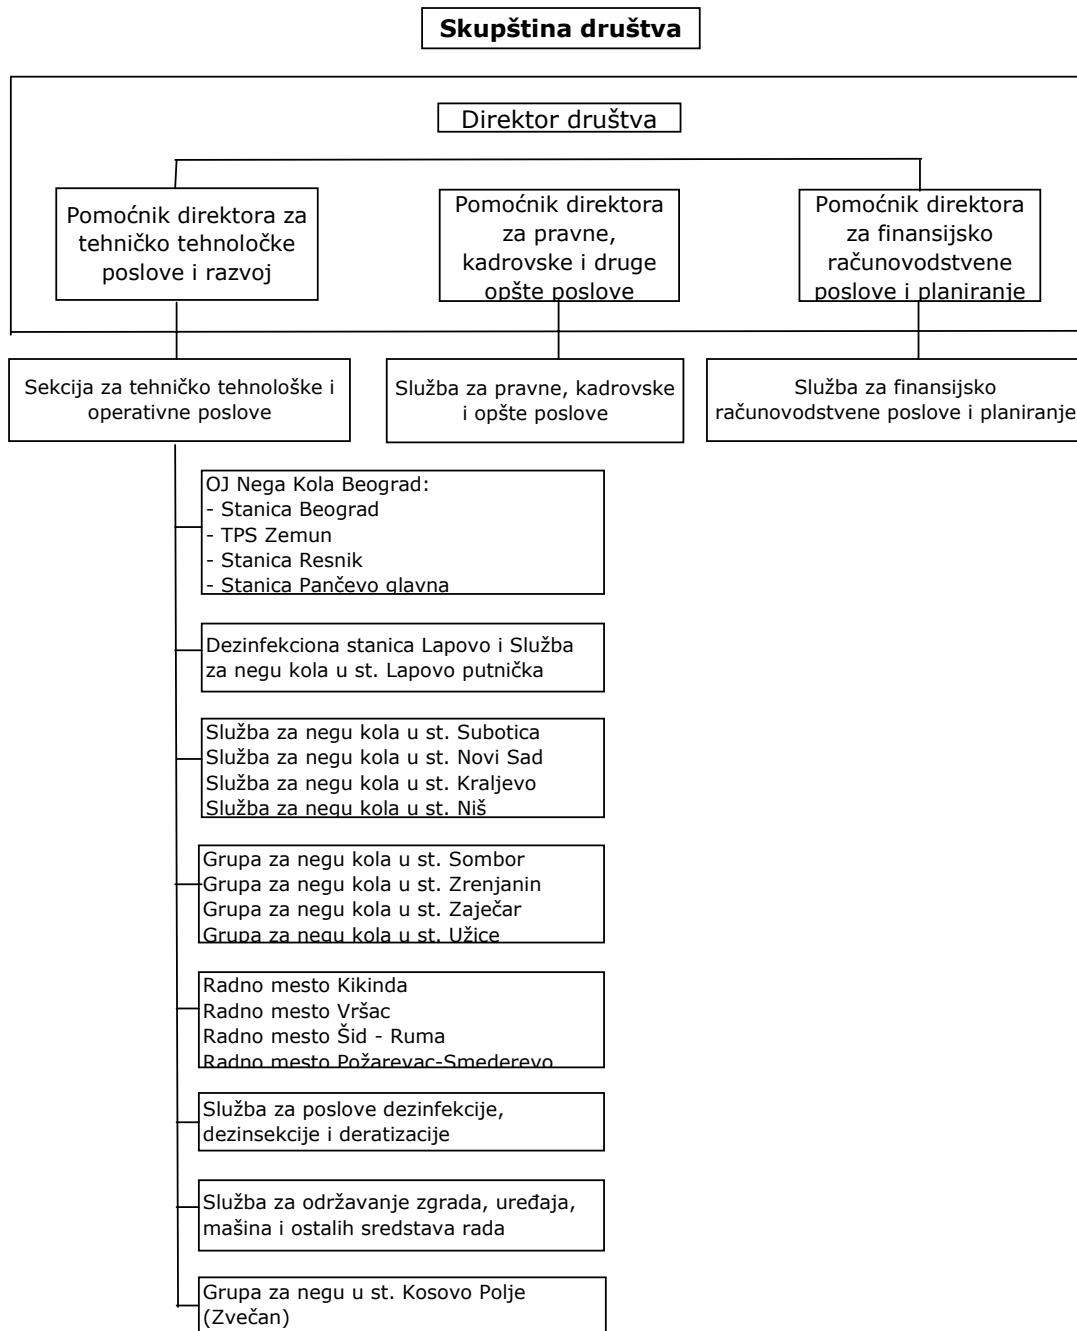 Skupština društva
Direktor društva
Pomoćnik direktora za
tehničko tehnoločke
poslove i razvoj
Pomoćnik direktora
za pravne,
kadrovske i druge
opšte poslove
Pomoćnik direktora
za finansijsko
računovodstvene
poslove i planiranje
Sekcija za tehničko tehnološke i
operativne poslove
Služba za pravne, kadrovske
i opšte poslove
Služba za finansijsko
računovodstvene poslove i planiranje
OJ Nega Kola Beograd:
- Stanica Beograd
- TPS Zemun
- Stanica Resnik
- Stanica Pančevo glavna
Dezinfekciona stanica Lapovo i Služba
za negu kola u st. Lapovo putnička
Služba za negu kola u st. Subotica
Služba za negu kola u st. Novi Sad
Služba za negu kola u st. Kraljevo
Služba za negu kola u st. Niš
Grupa za negu kola u st. Sombor
Grupa za negu kola u st. Zrenjanin
Grupa za negu kola u st. Zaječar
Grupa za negu kola u st. Užice
Radno mesto Kikinda
Radno mesto Vršac
Radno mesto Šid - Ruma
Radno mesto Požarevac-Smederevo
Služba za poslove dezinfekcije,
dezinsekcije i deratizacije
Služba za održavanje zgrada, uređaja,
mašina i ostalih sredstava rada
Grupa za negu u st. Kosovo Polje
(Zvečan)